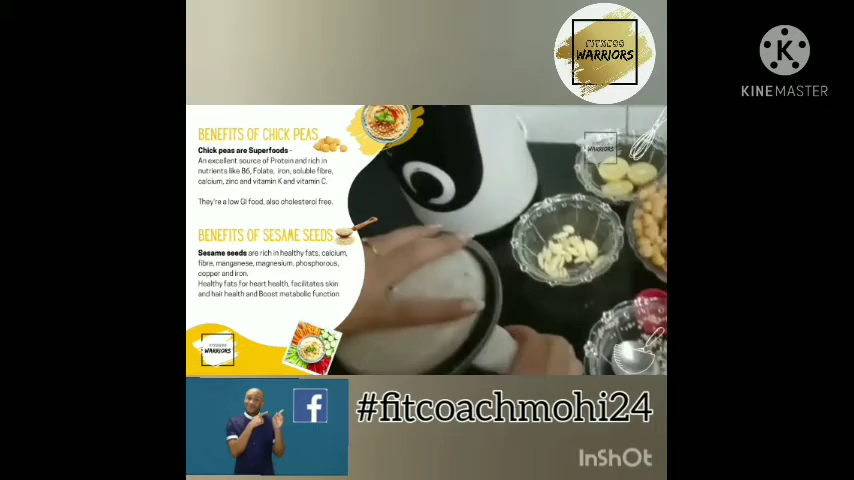 FITNESS
WARRIORS
K
KINEMASTER
BENEFITS OF CHICK PEAS
Chick peas are Superfoods -
An excellent source of Protein and rich in
nutrients like B6, Folate, iron, soluble fibre,
calcium, zinc and vitamin K and vitamin C.
They're a low GI food, also cholesterol free.
BENEFITS OF SESAME SEEDS
Sesame seeds are rich in healthy fats, calcium,
fibre, manganese, magnesium, phosphorous,
copper and iron.
Healthy fats for heart health, facilitates skin
and hair health and Boost metabolic function
WARRIORS
FITNESS
WARRIORS
f
#fitcoachmohi24
InShOt